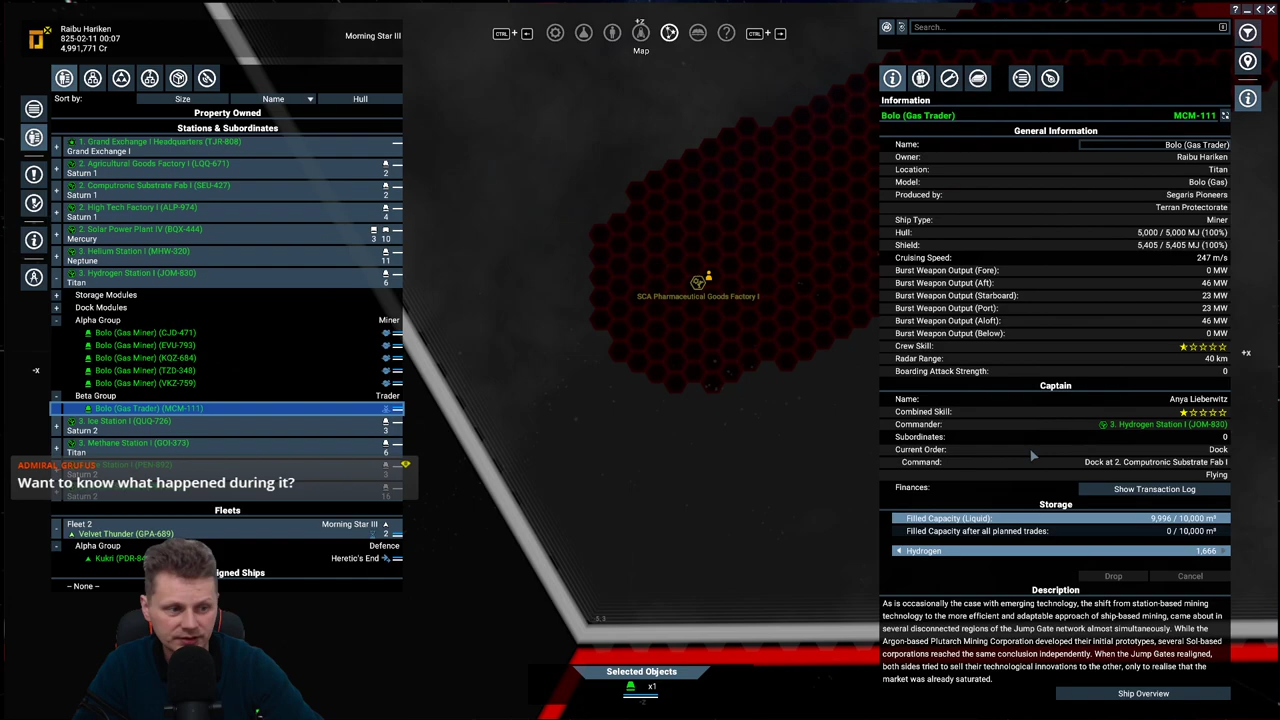 Raibu Hariken
825-02-11 00:07
4,991,771 Cr
Morning Star III
CTRL +
+Z
CTRL +
Map
Sort by:
Size
Name
Hull
Property Owned
Stations & Subordinates
1. Grand Exchange I Headquarters (TJR-808)
Grand Exchange I
2. Agricultural Goods Factory I (LQQ-671)
Saturn 1
2
2. Computronic Substrate Fab I (SEU-427)
Saturn 1
2
2. High Tech Factory I (ALP-974)
Saturn 1
4
2. Solar Power Plant IV (BQX-444)
Mercury
3 10
3. Helium Station I (MHW-320)
Neptune
11
3. Hydrogen Station I (JOM-830)
Titan
6
Storage Modules
Dock Modules
Alpha Group
Miner
Bolo (Gas Miner) (CJD-471)
Bolo (Gas Miner) (EVU-793)
Bolo (Gas Miner) (KQZ-684)
Bolo (Gas Miner) (TZD-348)
Bolo (Gas Miner) (VKZ-759)
Beta Group
Trader
Bolo (Gas Trader) (MCM-111)
3. Ice Station I (QUQ-726)
Saturn 2
3
3. Methane Station I (GOI-373)
Titan
6
ADMIRAL_GRUFUS
Want to know what happened during it?
Fleets
Fleet 2
Morning Star III
Velvet Thunder (GPA-689)
2
Alpha Group
Defence
Kukri (PDR-84
Heretic's End
igned Ships
-- None --
-x
SCA Pharmaceutical Goods Factory I
Selected Objects
x1
-z
+x
Search...
Information
Bolo (Gas Trader)
MCM-111
General Information
Name:
Bolo (Gas Trader)
Owner:
Raibu Hariken
Location:
Titan
Model:
Bolo (Gas)
Produced by:
Segaris Pioneers
Terran Protectorate
Ship Type:
Miner
Hull:
5,000 / 5,000 MJ (100%)
Shield:
5,405 / 5,405 MJ (100%)
Cruising Speed:
247 m/s
Burst Weapon Output (Fore):
0 MW
Burst Weapon Output (Aft):
46 MW
Burst Weapon Output (Starboard):
23 MW
Burst Weapon Output (Port):
23 MW
Burst Weapon Output (Aloft):
46 MW
Burst Weapon Output (Below):
0 MW
Crew Skill:
Radar Range:
40 km
Boarding Attack Strength:
0
Captain
Name:
Anya Lieberwitz
Combined Skill:
Commander:
3. Hydrogen Station I (JOM-830)
Subordinates:
0
Current Order:
Dock
Command:
Dock at 2. Computronic Substrate Fab I
Flying
Finances:
Show Transaction Log
Storage
Filled Capacity (Liquid):
9,996 / 10,000 m³
Filled Capacity after all planned trades:
0 / 10,000 m³
Hydrogen
1,666
Drop
Cancel
Description
As is occasionally the case with emerging technology, the shift from station-based mining
technology to the more efficient and adaptable approach of ship-based mining, came about in
several disconnected regions of the Jump Gate network almost simultaneously. While the
Argon-based Plutarch Mining Corporation developed their initial prototypes, several Sol-based
corporations reached the same conclusion independently. When the Jump Gates realigned,
both sides tried to sell their technological innovations to the other, only to realise that the
market was already saturated.
Ship Overview